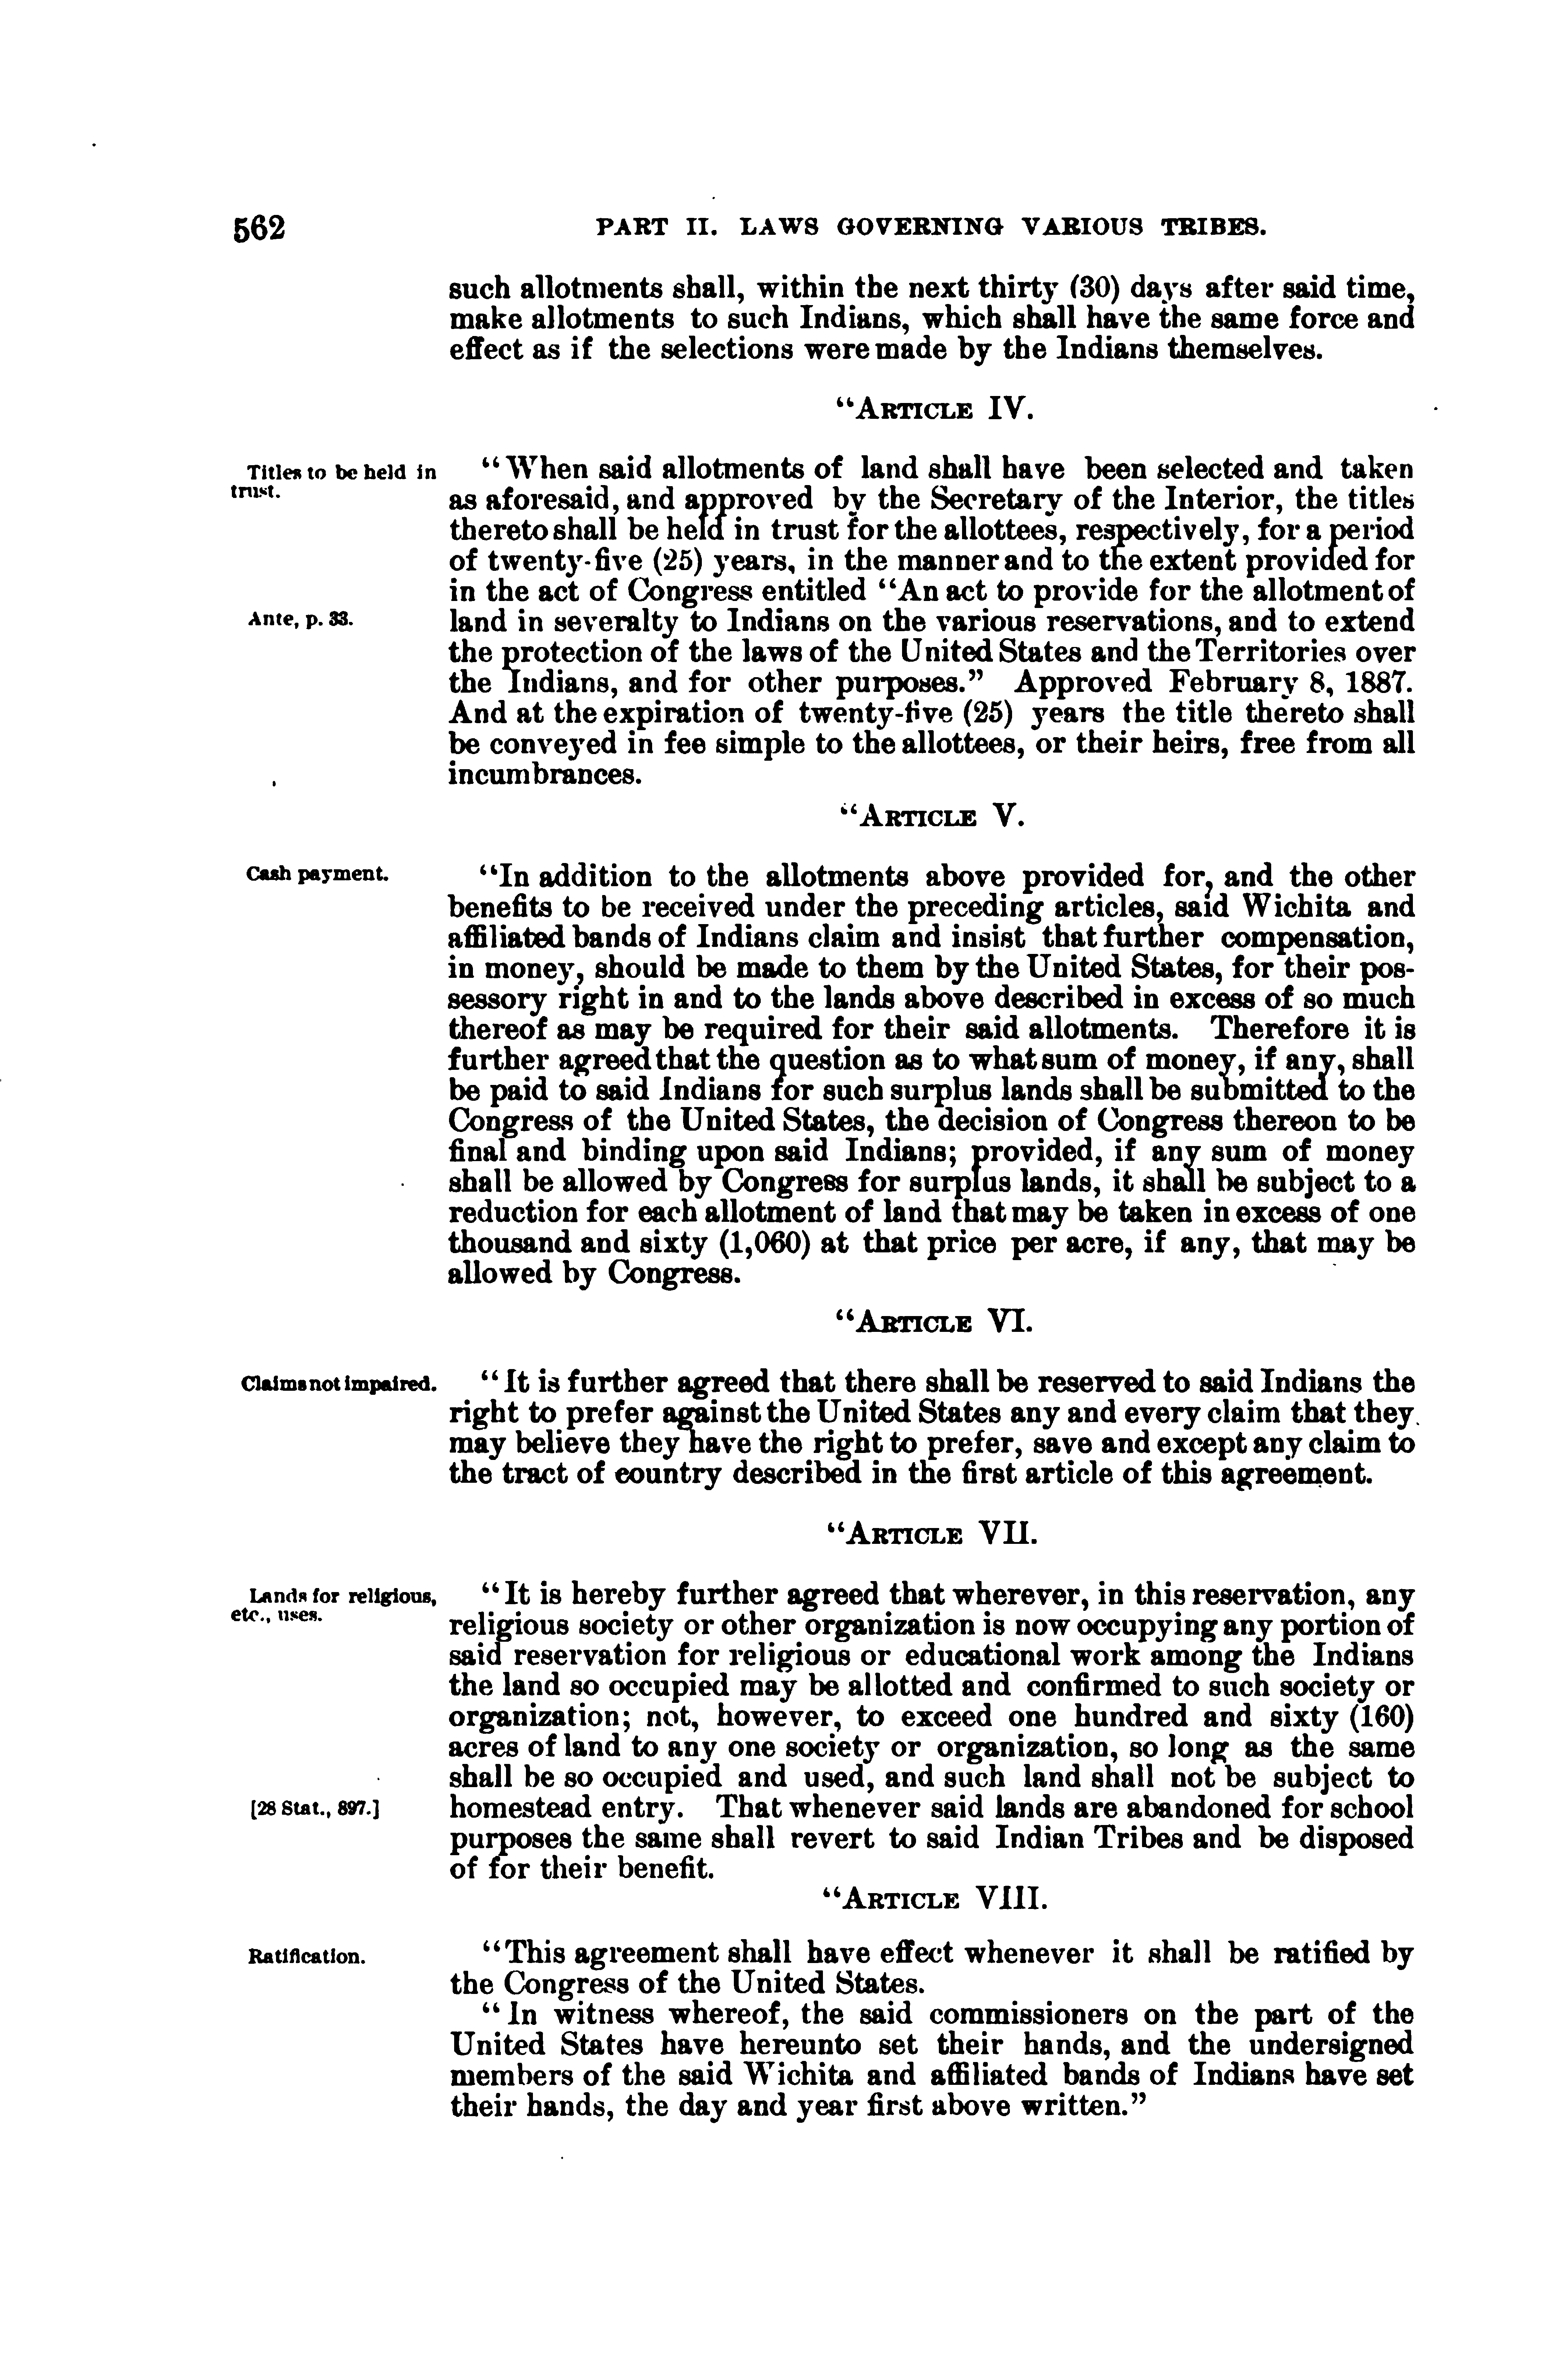 562 PART II. LAWS GOVERNING VARIOUS TRIBES.
such allotments shall, within the next thirty (30) days after said time,
make allotments to such Indians, which shall have the same force and
effect as if the selections were made by the Indians themselves.
“ARTICLE IV.
Titles to be held in
trust.
“When said allotments of land shall have been selected and taken
as aforesaid, and approved by the Secretary of the Interior, the titles
thereto shall be held in trust for the allottees, respectively, for a period
of twenty-five (25) years, in the manner and to the extent provided for
in the act of Congress entitled “An act to provide for the allotment of
Ante, p. 33.
land in severalty to Indians on the various reservations, and to extend
the protection of the laws of the United States and the Territories over
the Indians, and for other purposes.” Approved February 8, 1887.
And at the expiration of twenty-five (25) years the title thereto shall
be conveyed in fee simple to the allottees, or their heirs, free from all
incumbrances.
“ARTICLE V.
Cash payment.
“In addition to the allotments above provided for, and the other
benefits to be received under the preceding articles, said Wichita and
affiliated bands of Indians claim and insist that further compensation,
in money, should be made to them by the United States, for their pos-
sessory right in and to the lands above described in excess of so much
thereof as may be required for their said allotments. Therefore it is
further agreed that the question as to what sum of money, if any, shall
be paid to said Indians for such surplus lands shall be submitted to the
Congress of the United States, the decision of Congress thereon to be
final and binding upon said Indians; provided, if any sum of money
shall be allowed by Congress for surplus lands, it shall be subject to a
reduction for each allotment of land that may be taken in excess of one
thousand and sixty (1,060) at that price per acre, if any, that may be
allowed by Congress.
“ARTICLE VI.
Claims not impaired.
“It is further agreed that there shall be reserved to said Indians the
right to prefer against the United States any and every claim that they
may believe they have the right to prefer, save and except any claim to
the tract of country described in the first article of this agreement.
“ARTICLE VII.
Lands for religious,
etc., uses.
“It is hereby further agreed that wherever, in this reservation, any
religious society or other organization is now occupying any portion of
said reservation for religious or educational work among the Indians
the land so occupied may be allotted and confirmed to such society or
organization; not, however, to exceed one hundred and sixty (160)
acres of land to any one society or organization, so long as the same
shall be so occupied and used, and such land shall not be subject to
[28 Stat., 897.]
homestead entry. That whenever said lands are abandoned for school
purposes the same shall revert to said Indian Tribes and be disposed
of for their benefit.
“ARTICLE VIII.
Ratification.
“This agreement shall have effect whenever it shall be ratified by
the Congress of the United States.
“In witness whereof, the said commissioners on the part of the
United States have hereunto set their hands, and the undersigned
members of the said Wichita and affiliated bands of Indians have set
their hands, the day and year first above written.”